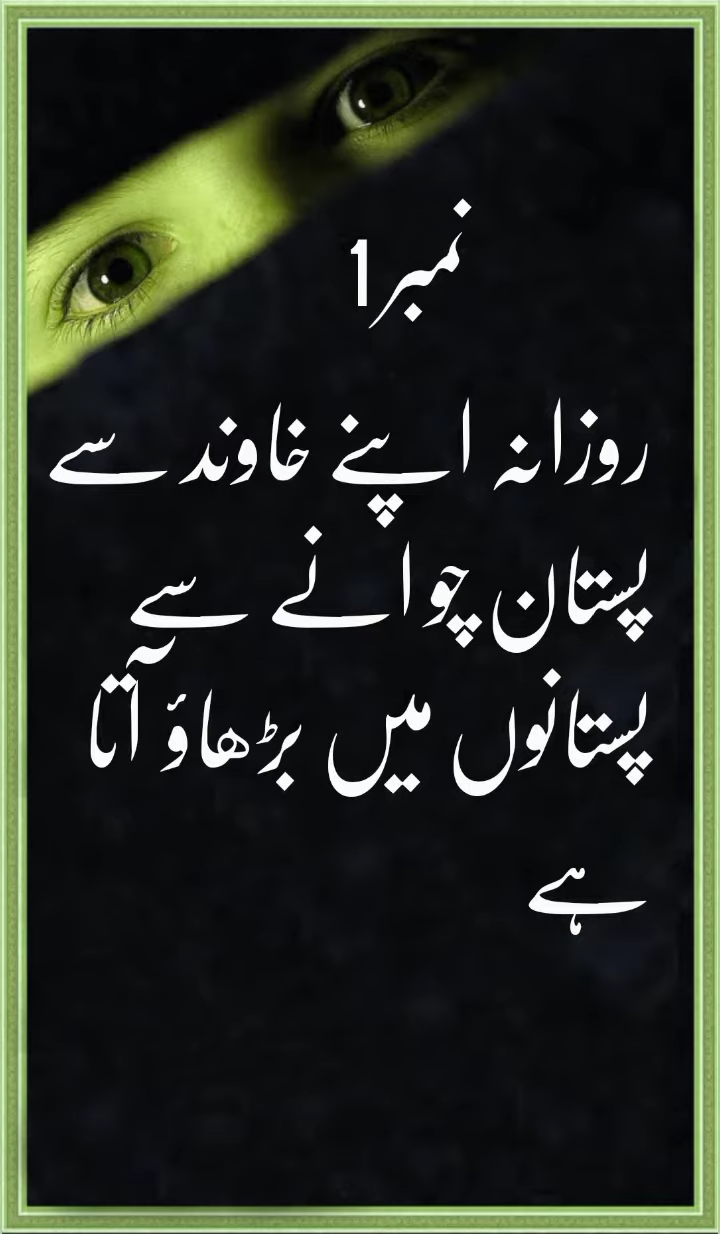 نمبر1
روزانہ اپنے خاوند سے
پستان چوانے سے
پستانوں میں بڑھاؤ آتا
ہے